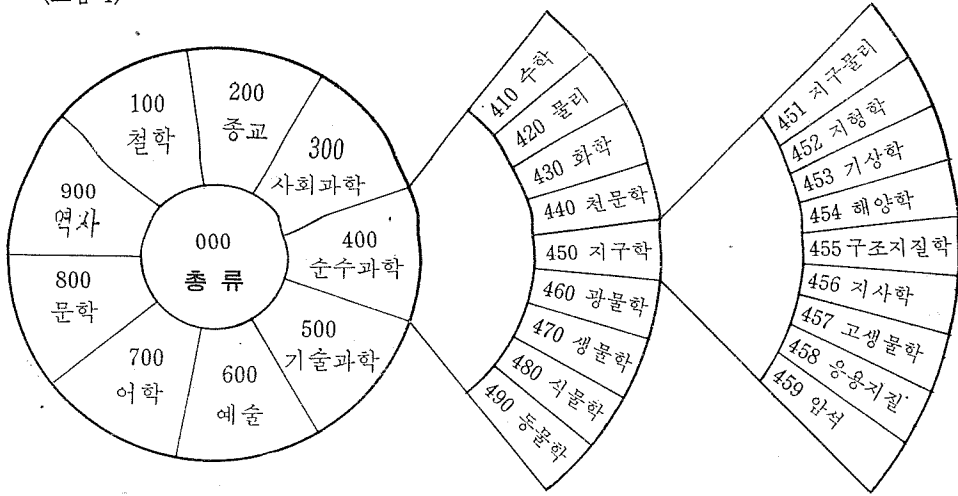 000
총 류
100
철학
200
종교
300
사회과학
400
순수과학
500
기술과학
600
예술
700
어학
800
문학
900
역사
410 수학
420 물리
430 화학
440 천문학
450 지구학
460 광물학
470 생물학
480 식물학
490 동물학
451 지구물리
452 지형학
453 기상학
454 해양학
455 구조지질학
456 지사학
457 고생물학
458 응용지질
459 암석